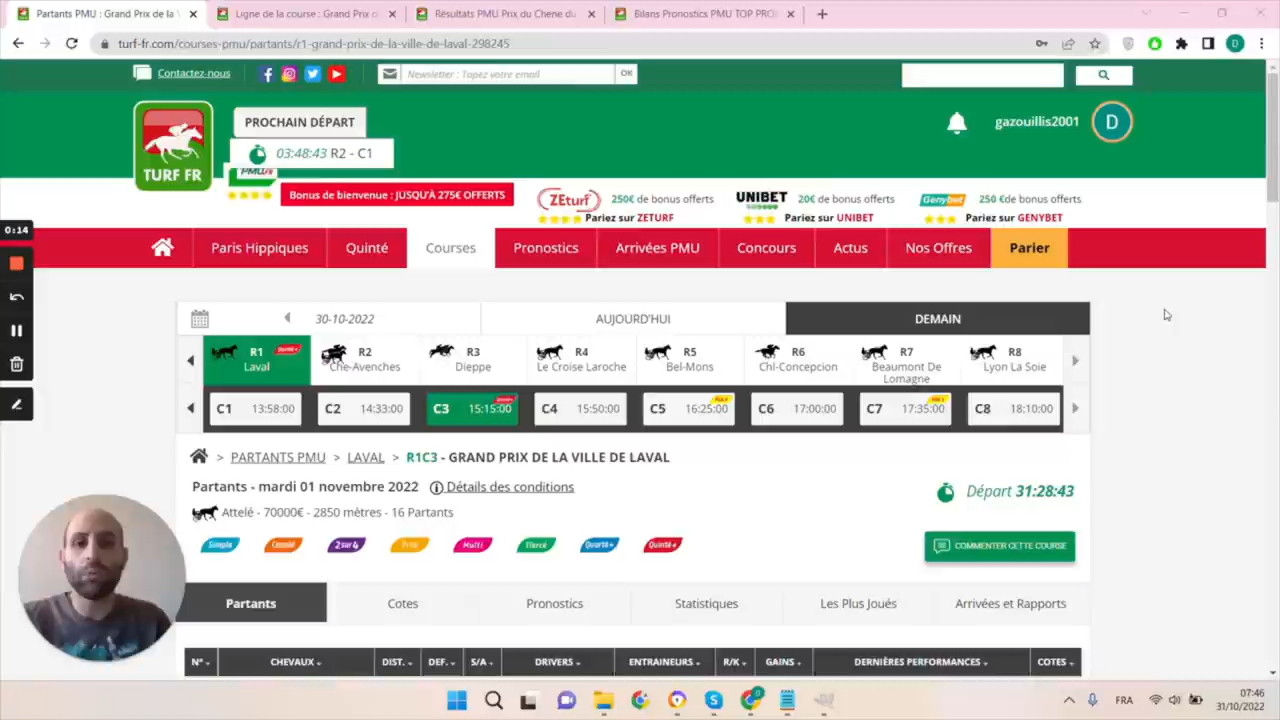 Partants PMU : Grand Prix de la V
Ligne de la course : Grand Prix d
Résultats PMU Prix du Chene du
Bilans Pronostics PMU TOP PRO
turf-fr.com/courses-pmu/partants/r1-grand-prix-de-la-ville-de-laval-298245
D
Contactez-nous
Newsletter : Tapez votre email
OK
TURF FR
PROCHAIN DÉPART
03:48:43 R2 - C1
gazouillis2001
D
Bonus de bienvenue : JUSQU'À 275€ OFFERTS
ZEturf
250€ de bonus offerts
Pariez sur ZETURF
UNIBET
20€ de bonus offerts
Pariez sur UNIBET
Genybet
250 € de bonus offerts
Pariez sur GENYBET
0:14
Paris Hippiques
Quinté
Courses
Pronostics
Arrivées PMU
Concours
Actus
Nos Offres
Parier
30-10-2022
AUJOURD'HUI
DEMAIN
R1 Quinté+
Laval
R2
Che-Avenches
R3
Dieppe
R4
Le Croise Laroche
R5
Bel-Mons
R6
Chl-Concepcion
R7
Beaumont De
Lomagne
R8
Lyon La Soie
C1 13:58:00
C2 14:33:00
C3 15:15:00
C4 15:50:00
C5 16:25:00
C6 17:00:00
C7 17:35:00
C8 18:10:00
> PARTANTS PMU > LAVAL > R1C3 - GRAND PRIX DE LA VILLE DE LAVAL
Partants - mardi 01 novembre 2022 Détails des conditions
Départ 31:28:43
Attelé - 70000€ - 2850 mètres - 16 Partants
Simple
Couplé
2sur4
Multi
Tiercé
Quarté+
Quinté+
COMMENTER CETTE COURSE
Partants
Cotes
Pronostics
Statistiques
Les Plus Joués
Arrivées et Rapports
N°
CHEVAUX
DIST.
DEF.
S/A
DRIVERS
ENTRAINEURS
R/K
GAINS
DERNIÈRES PERFORMANCES
COTES
FRA
07:46
31/10/2022